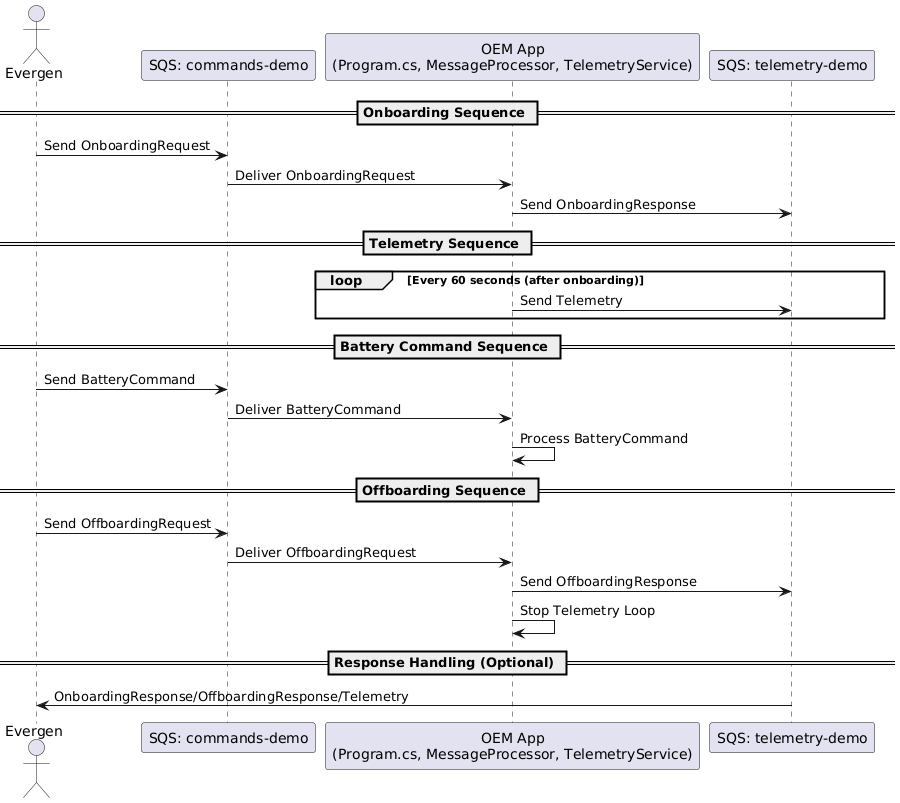 Evergen
SQS: commands-demo
OEM App
(Program.cs, MessageProcessor, TelemetryService)
SQS: telemetry-demo
Onboarding Sequence
Send OnboardingRequest
Deliver OnboardingRequest
Send OnboardingResponse
Telemetry Sequence
loop
[Every 60 seconds (after onboarding)]
Send Telemetry
Battery Command Sequence
Send BatteryCommand
Deliver BatteryCommand
Process BatteryCommand
Offboarding Sequence
Send OffboardingRequest
Deliver OffboardingRequest
Send OffboardingResponse
Stop Telemetry Loop
Response Handling (Optional)
OnboardingResponse/OffboardingResponse/Telemetry
Evergen
SQS: commands-demo
OEM App
(Program.cs, MessageProcessor, TelemetryService)
SQS: telemetry-demo